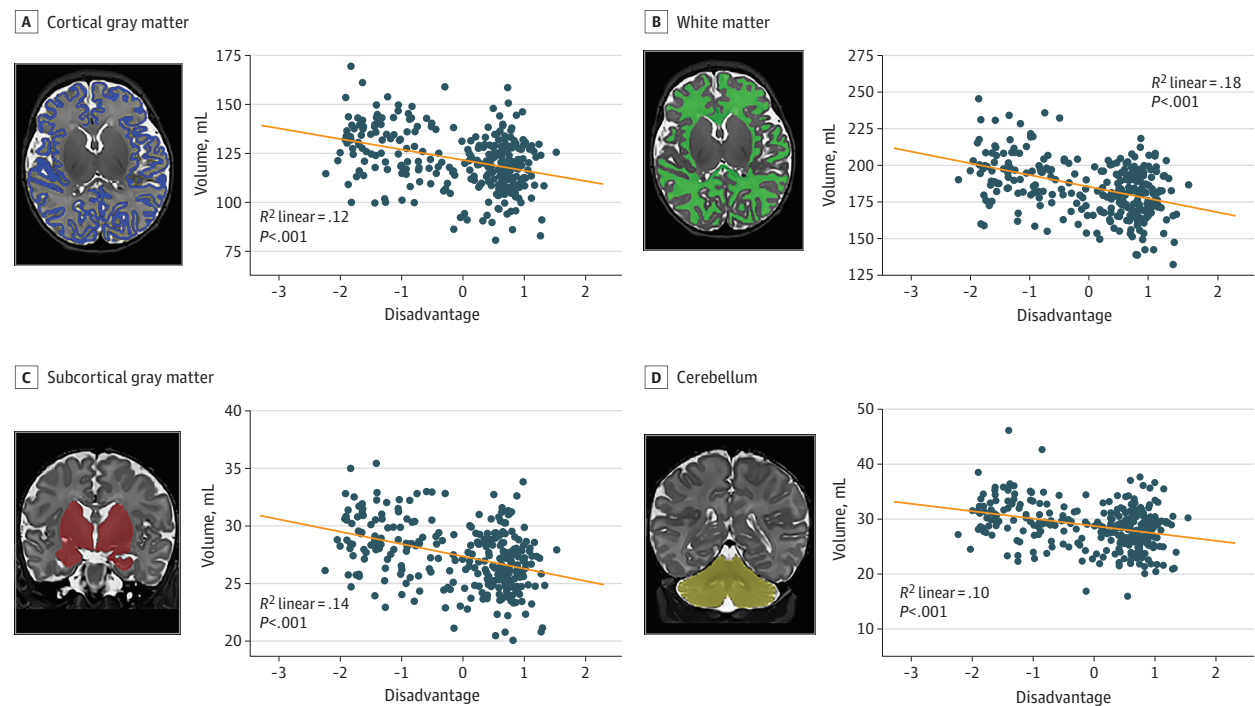 A Cortical gray matter
Volume, mL
175
150
125
100
75
R² linear = .12
P<.001
-3 -2 -1 0 1 2
Disadvantage
B White matter
Volume, mL
275
250
225
200
175
150
125
R² linear = .18
P<.001
-3 -2 -1 0 1 2
Disadvantage
C Subcortical gray matter
Volume, mL
40
35
30
25
20
R² linear = .14
P<.001
-3 -2 -1 0 1 2
Disadvantage
D Cerebellum
Volume, mL
50
40
30
20
10
R² linear = .10
P<.001
-3 -2 -1 0 1 2
Disadvantage